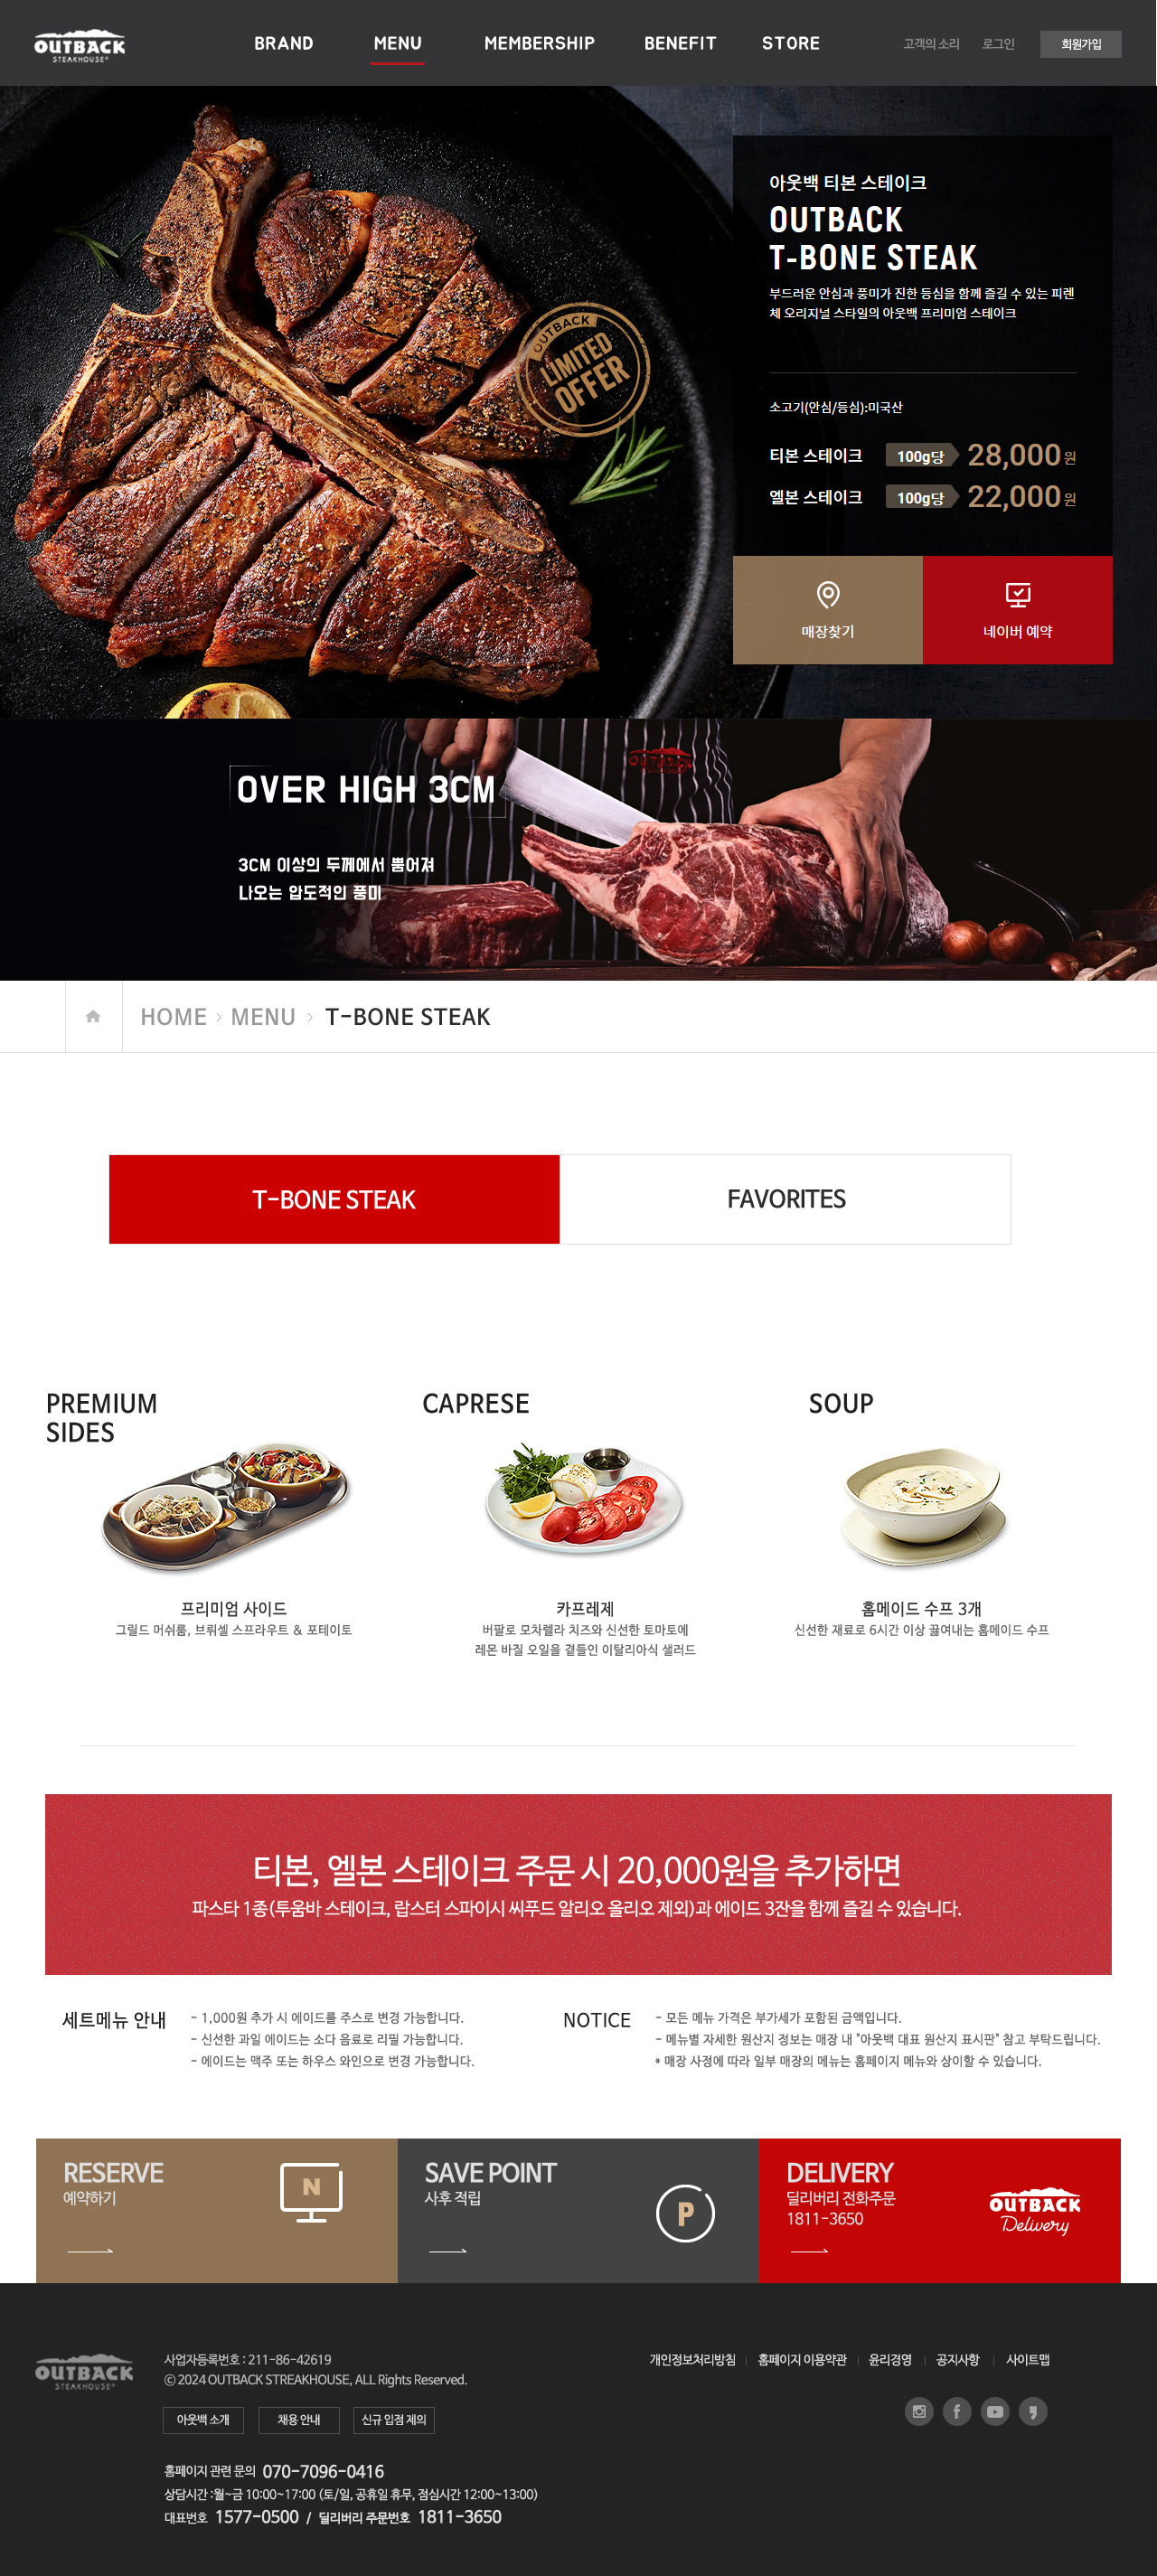 OUTBACK
STEAKHOUSE®
BRAND
MENU
MEMBERSHIP
BENEFIT
STORE
고객의 소리
로그인
회원가입
아웃백 티본 스테이크
OUTBACK
T-BONE STEAK
부드러운 안심과 풍미가 진한 등심을 함께 즐길 수 있는 피렌
체 오리지널 스타일의 아웃백 프리미엄 스테이크
OUTBACK
LIMITED
OFFER
소고기(안심/등심):미국산
티본 스테이크 100g당 28,000원
엘본 스테이크 100g당 22,000원
매장찾기
네이버 예약
OUTBACK
STEAKHOUSE
OVER HIGH 3CM
3CM 이상의 두께에서 뿜어져
나오는 압도적인 풍미
HOME > MENU > T-BONE STEAK
T-BONE STEAK
FAVORITES
PREMIUM
SIDES
프리미엄 사이드
그릴드 머쉬룸, 브뤼셀 스프라우트 & 포테이토
CAPRESE
카프레제
버팔로 모차렐라 치즈와 신선한 토마토에
레몬 바질 오일을 곁들인 이탈리아식 샐러드
SOUP
홈메이드 수프 3개
신선한 재료로 6시간 이상 끓여내는 홈메이드 수프
티본, 엘본 스테이크 주문 시 20,000원을 추가하면
파스타 1종(투움바 스테이크, 랍스터 스파이시 씨푸드 알리오 올리오 제외)과 에이드 3잔을 함께 즐길 수 있습니다.
세트메뉴 안내
- 1,000원 추가 시 에이드를 주스로 변경 가능합니다.
- 신선한 과일 에이드는 소다 음료로 리필 가능합니다.
- 에이드는 맥주 또는 하우스 와인으로 변경 가능합니다.
NOTICE
- 모든 메뉴 가격은 부가세가 포함된 금액입니다.
- 메뉴별 자세한 원산지 정보는 매장 내 "아웃백 대표 원산지 표시판" 참고 부탁드립니다.
* 매장 사정에 따라 일부 매장의 메뉴는 홈페이지 메뉴와 상이할 수 있습니다.
RESERVE
예약하기
N
SAVE POINT
사후 적립
P
DELIVERY
딜리버리 전화주문
1811-3650
OUTBACK
Delivery
OUTBACK
STEAKHOUSE®
사업자등록번호 : 211-86-42619
ⓒ 2024 OUTBACK STREAKHOUSE, ALL Rights Reserved.
아웃백 소개
채용 안내
신규 입점 제의
홈페이지 관련 문의 070-7096-0416
상담시간 :월~금 10:00~17:00 (토/일, 공휴일 휴무, 점심시간 12:00~13:00)
대표번호 1577-0500 / 딜리버리 주문번호 1811-3650
개인정보처리방침 | 홈페이지 이용약관 | 윤리경영 | 공지사항 | 사이트맵